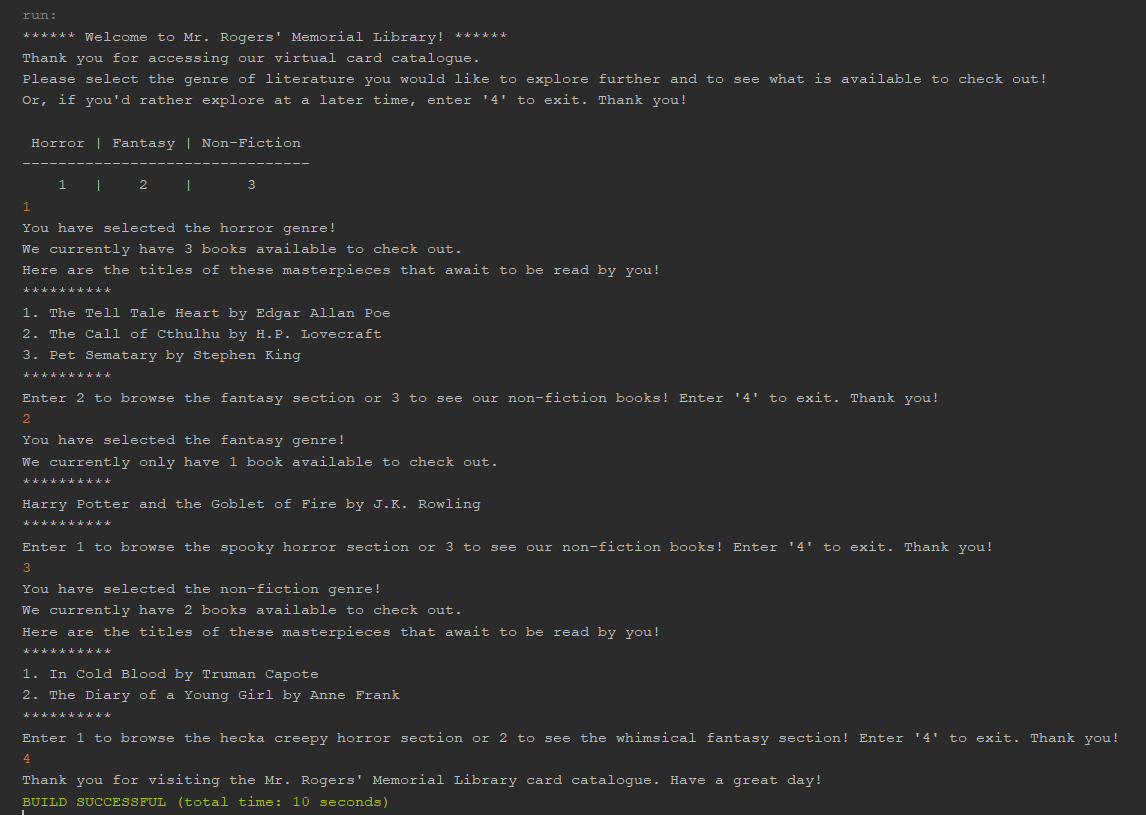 run:
****** Welcome to Mr. Rogers' Memorial Library! ******
Thank you for accessing our virtual card catalogue.
Please select the genre of literature you would like to explore further and to see what is available to check out!
Or, if you'd rather explore at a later time, enter '4' to exit. Thank you!

 Horror | Fantasy | Non-Fiction
--------------------------------
    1   |    2    |      3
1
You have selected the horror genre!
We currently have 3 books available to check out.
Here are the titles of these masterpieces that await to be read by you!
**********
1. The Tell Tale Heart by Edgar Allan Poe
2. The Call of Cthulhu by H.P. Lovecraft
3. Pet Sematary by Stephen King
**********
Enter 2 to browse the fantasy section or 3 to see our non-fiction books! Enter '4' to exit. Thank you!
2
You have selected the fantasy genre!
We currently only have 1 book available to check out.
**********
Harry Potter and the Goblet of Fire by J.K. Rowling
**********
Enter 1 to browse the spooky horror section or 3 to see our non-fiction books! Enter '4' to exit. Thank you!
3
You have selected the non-fiction genre!
We currently have 2 books available to check out.
Here are the titles of these masterpieces that await to be read by you!
**********
1. In Cold Blood by Truman Capote
2. The Diary of a Young Girl by Anne Frank
**********
Enter 1 to browse the hecka creepy horror section or 2 to see the whimsical fantasy section! Enter '4' to exit. Thank you!
4
Thank you for visiting the Mr. Rogers' Memorial Library card catalogue. Have a great day!
BUILD SUCCESSFUL (total time: 10 seconds)